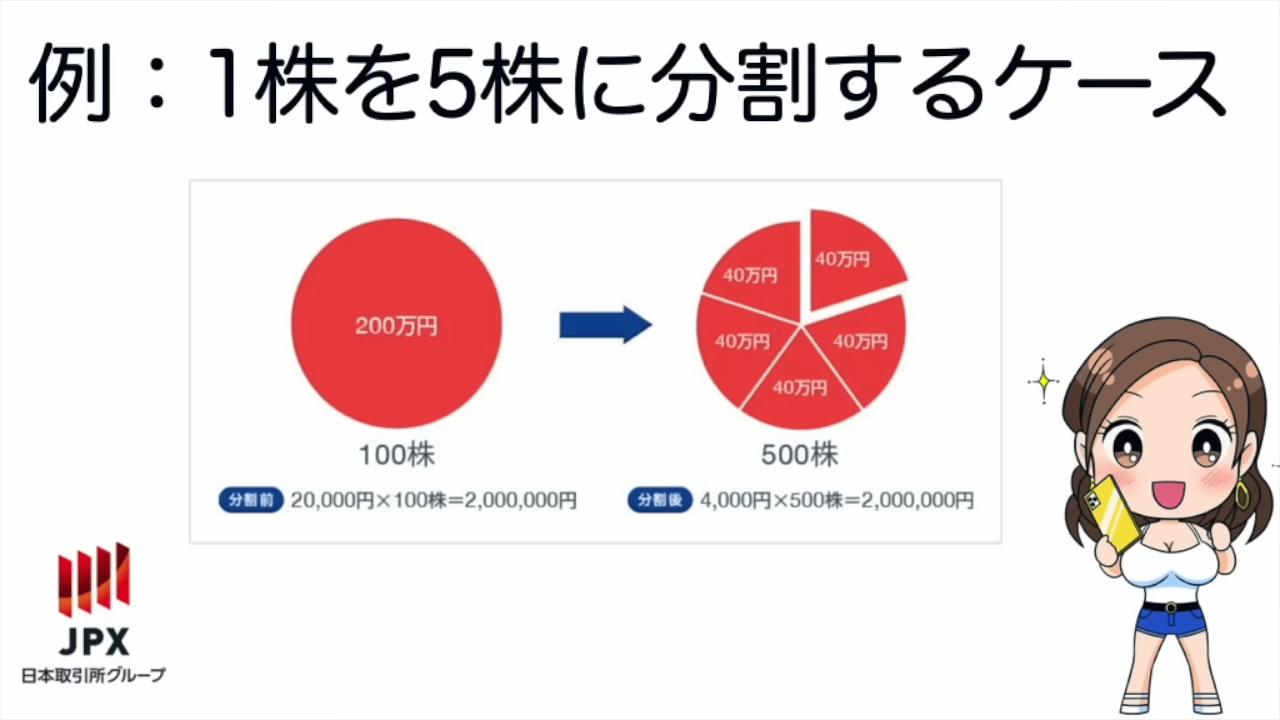 例：1株を5株に分割するケース
200万円
40万円
40万円
40万円
40万円
40万円
100株
500株
分割前 20,000円×100株＝2,000,000円
分割後 4,000円×500株＝2,000,000円
JPX
日本取引所グループ